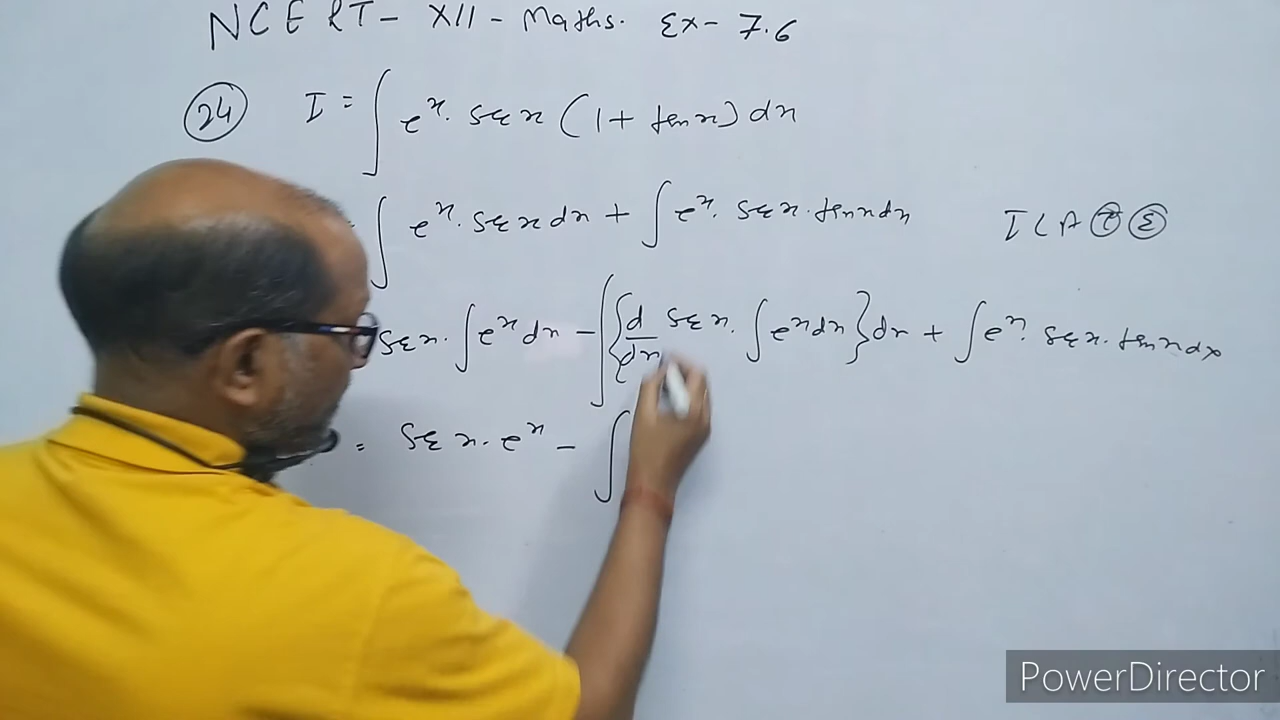 NCERT - XII - Maths. Ex - 7.6
24 I = ∫ e^x. sec x (1 + tan x) dx
= ∫ e^x. sec x dx + ∫ e^x. sec x. tan x dx I L A T E
sec x. ∫ e^x dx - ∫ { d/dx sec x. ∫ e^x dx } dx + ∫ e^x. sec x. tan x dx
= sec x. e^x - ∫
PowerDirector